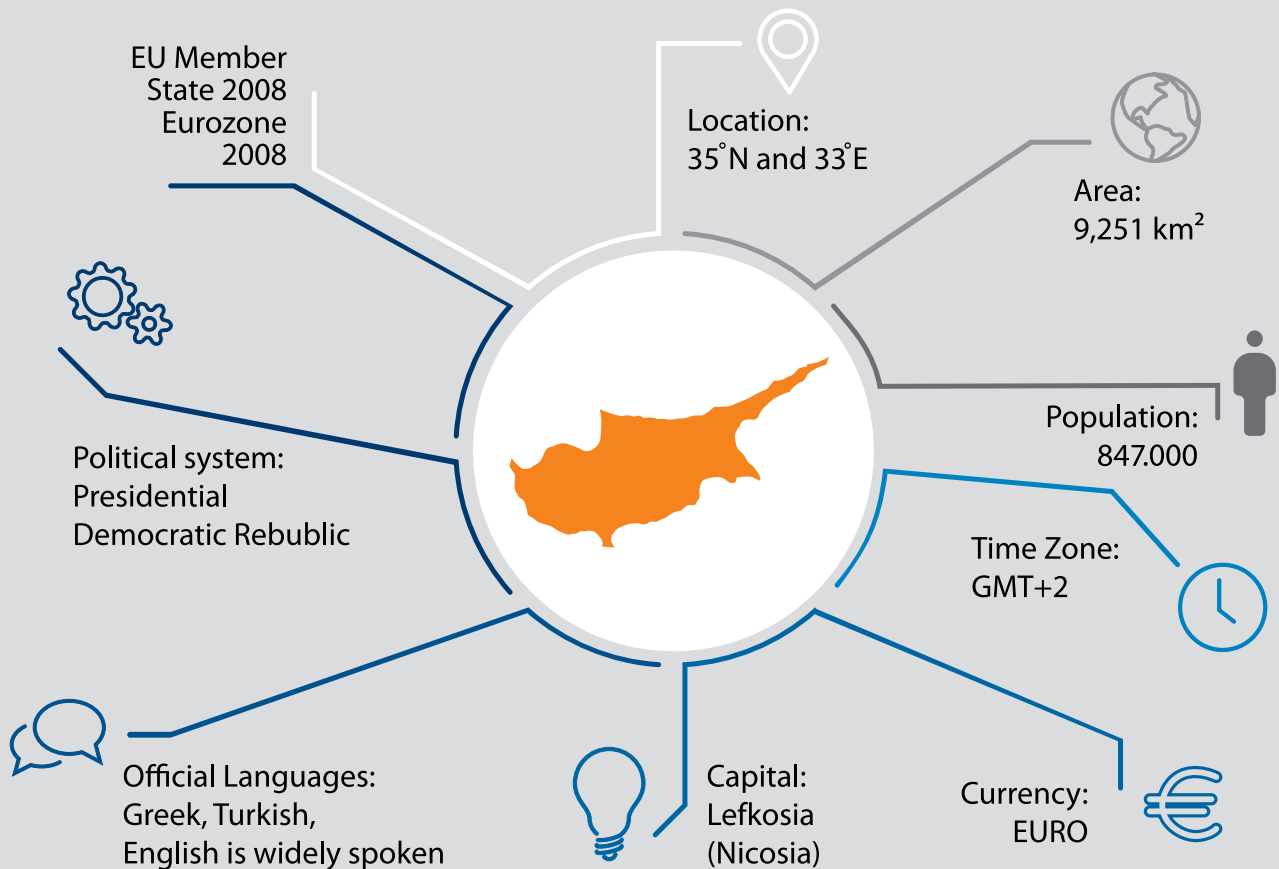 EU Member
State 2008
Eurozone
2008
Location:
35°N and 33°E
Area:
9,251 km²
Population:
847.000
Time Zone:
GMT+2
Currency:
EURO
Capital:
Lefkosia
(Nicosia)
Official Languages:
Greek, Turkish,
English is widely spoken
Political system:
Presidential
Democratic Rebublic